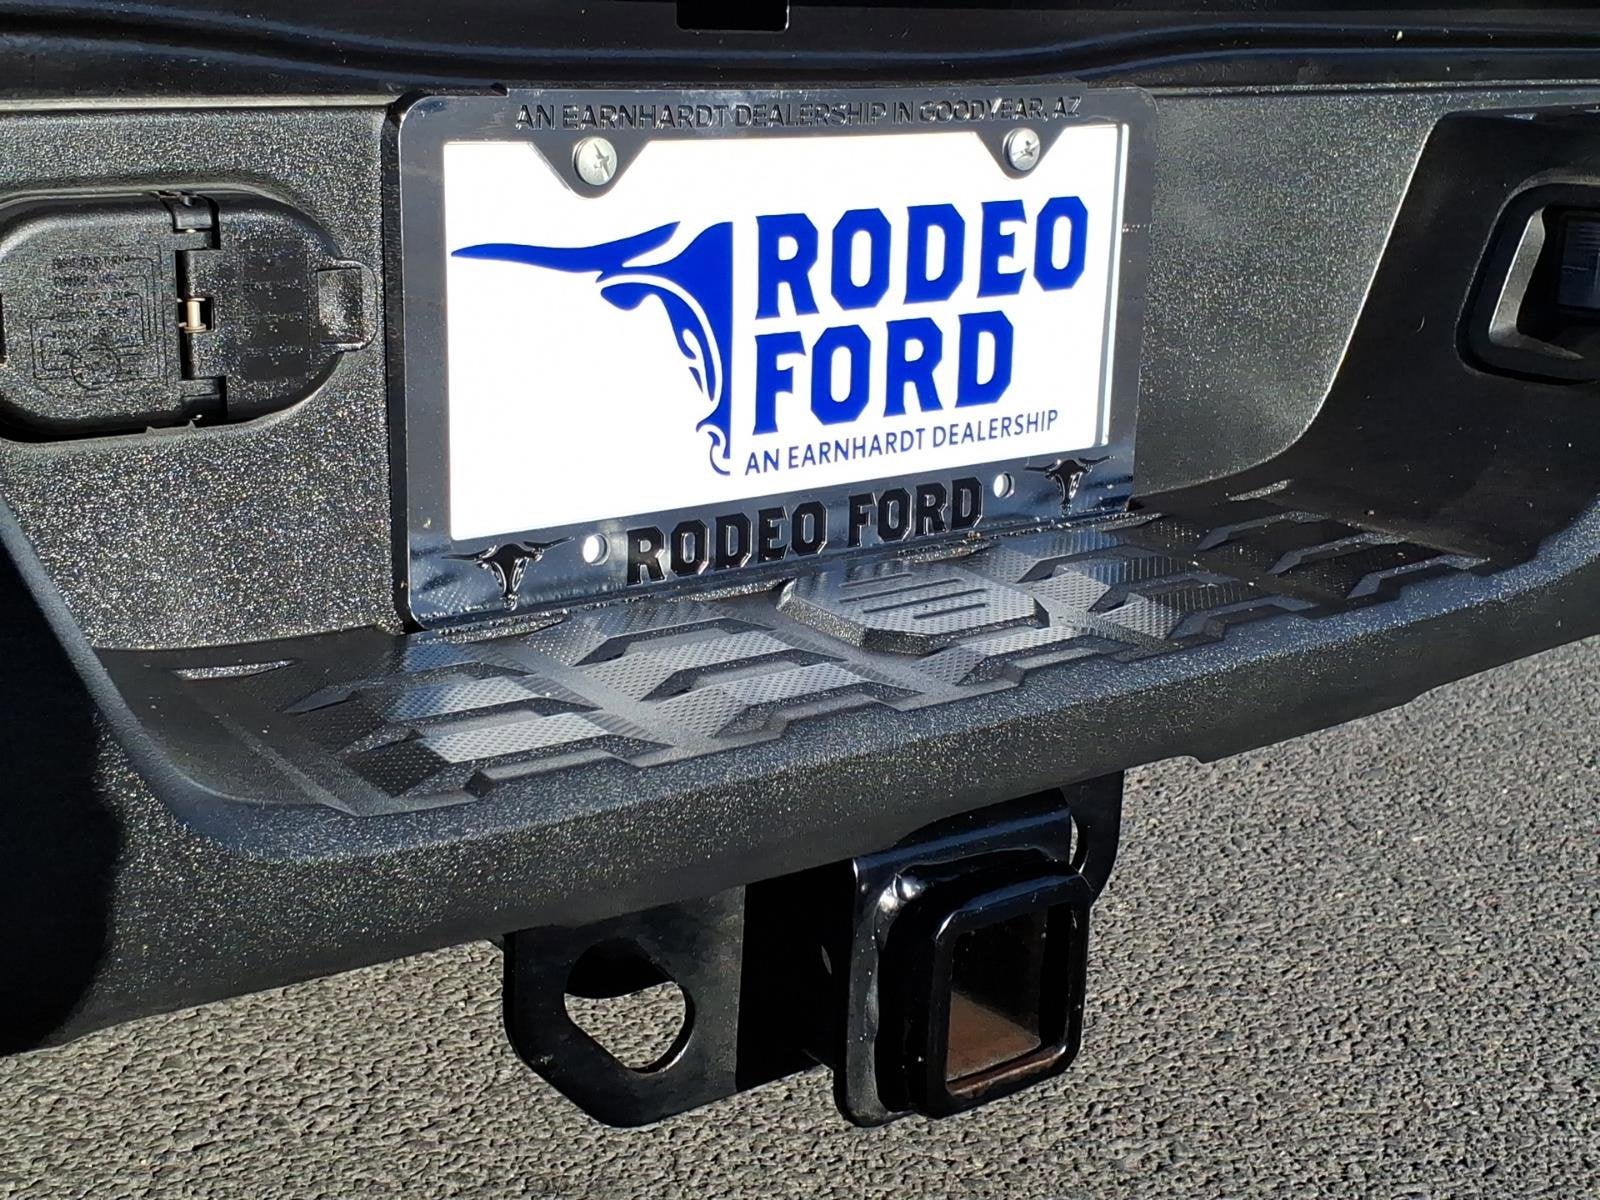 AN EARNHARDT DEALERSHIP IN GOODYEAR, AZ
RODEO
FORD
AN EARNHARDT DEALERSHIP
RODEO FORD